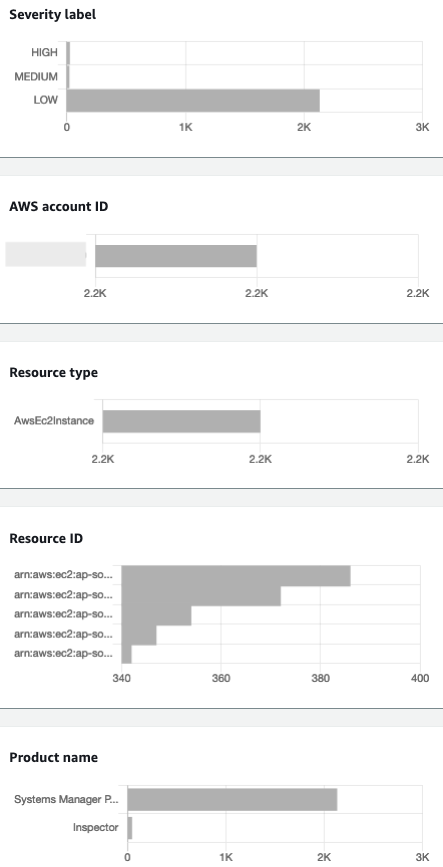 Severity label
HIGH
MEDIUM
LOW
0 1K 2K 3K
AWS account ID
2.2K 2.2K 2.2K
Resource type
AwsEc2Instance
2.2K 2.2K 2.2K
Resource ID
arn:aws:ec2:ap-so...
arn:aws:ec2:ap-so...
arn:aws:ec2:ap-so...
arn:aws:ec2:ap-so...
arn:aws:ec2:ap-so...
340 360 380 400
Product name
Systems Manager P...
Inspector
0 1K 2K 3K